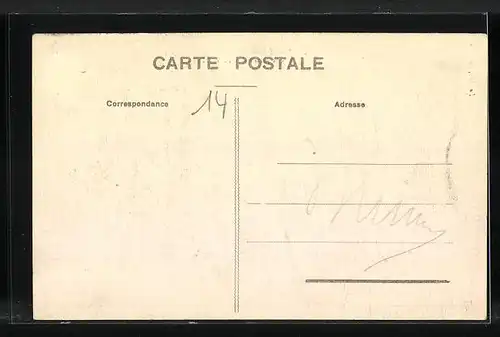 CARTE POSTALE
Correspondance
14
Adresse